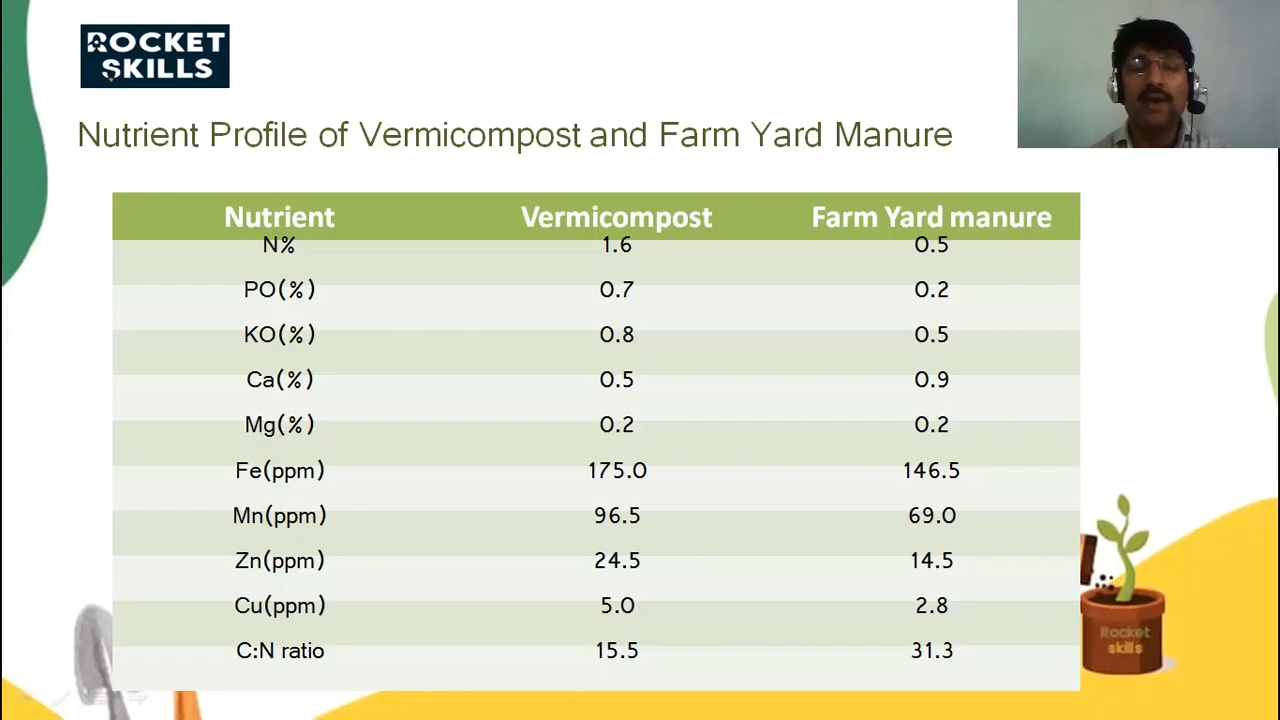 ROCKET
SKILLS
Nutrient Profile of Vermicompost and Farm Yard Manure
Nutrient Vermicompost Farm Yard manure
N% 1.6 0.5
PO(%) 0.7 0.2
KO(%) 0.8 0.5
Ca(%) 0.5 0.9
Mg(%) 0.2 0.2
Fe(ppm) 175.0 146.5
Mn(ppm) 96.5 69.0
Zn(ppm) 24.5 14.5
Cu(ppm) 5.0 2.8
C:N ratio 15.5 31.3
Rocket
skills